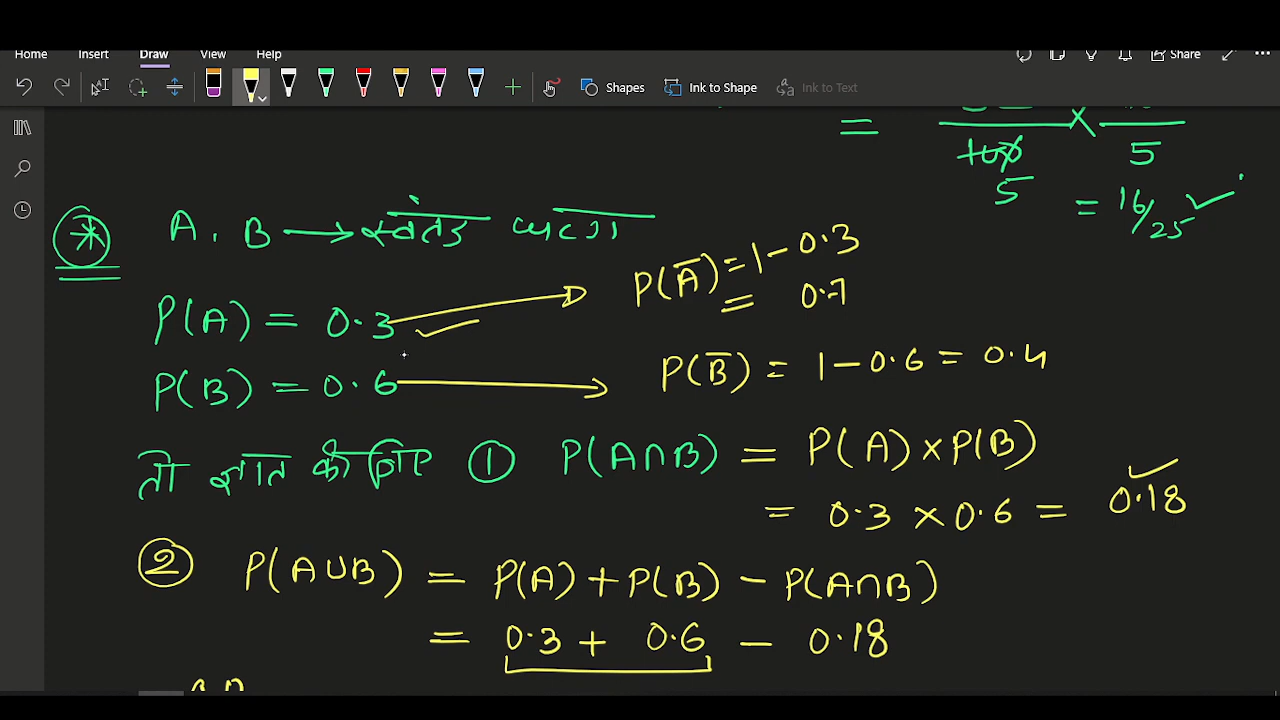 Home Insert Draw View Help Share
Shapes Ink to Shape Ink to Text
= × 
100 5
5
= 16/25 ✓
* A, B → स्वतंत्र घटना
P(A) = 0.3
P(A̅) = 1 - 0.3
= 0.7
P(B) = 0.6
P(B̅) = 1 - 0.6 = 0.4
तो ज्ञात कीजिए ① P(A∩B) = P(A) × P(B)
= 0.3 × 0.6 = 0.18
② P(A∪B) = P(A) + P(B) - P(A∩B)
= 0.3 + 0.6 - 0.18